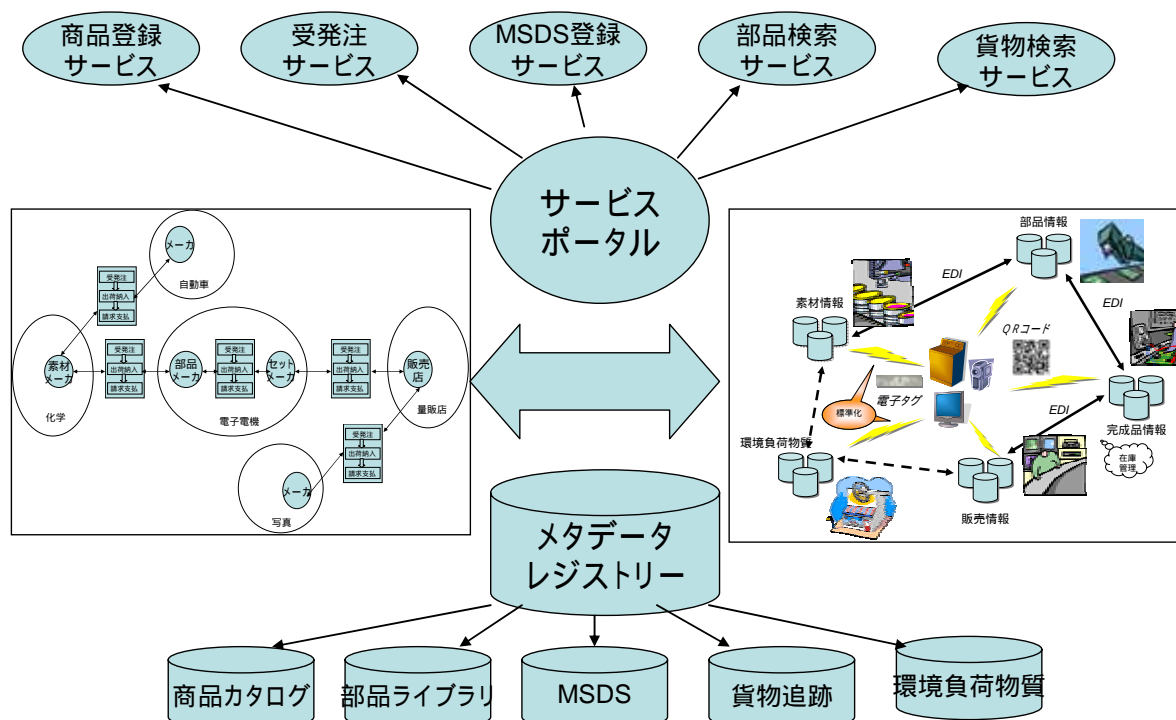 商品登録
サービス
受発注
サービス
MSDS登録
サービス
部品検索
サービス
貨物検索
サービス
サービス
ポータル
メーカ
自動車
受発注
出荷納入
請求支払
素材
メーカ
化学
受発注
出荷納入
請求支払
部品
メーカ
受発注
出荷納入
請求支払
セット
メーカ
電子電機
受発注
出荷納入
請求支払
販売
店
量販店
受発注
出荷納入
請求支払
メーカ
写真
部品情報
EDI
素材情報
EDI
QRコード
電子タグ
標準化
EDI
完成品情報
環境負荷物質
在庫
管理
販売情報
メタデータ
レジストリー
商品カタログ
部品ライブラリ
MSDS
貨物追跡
環境負荷物質